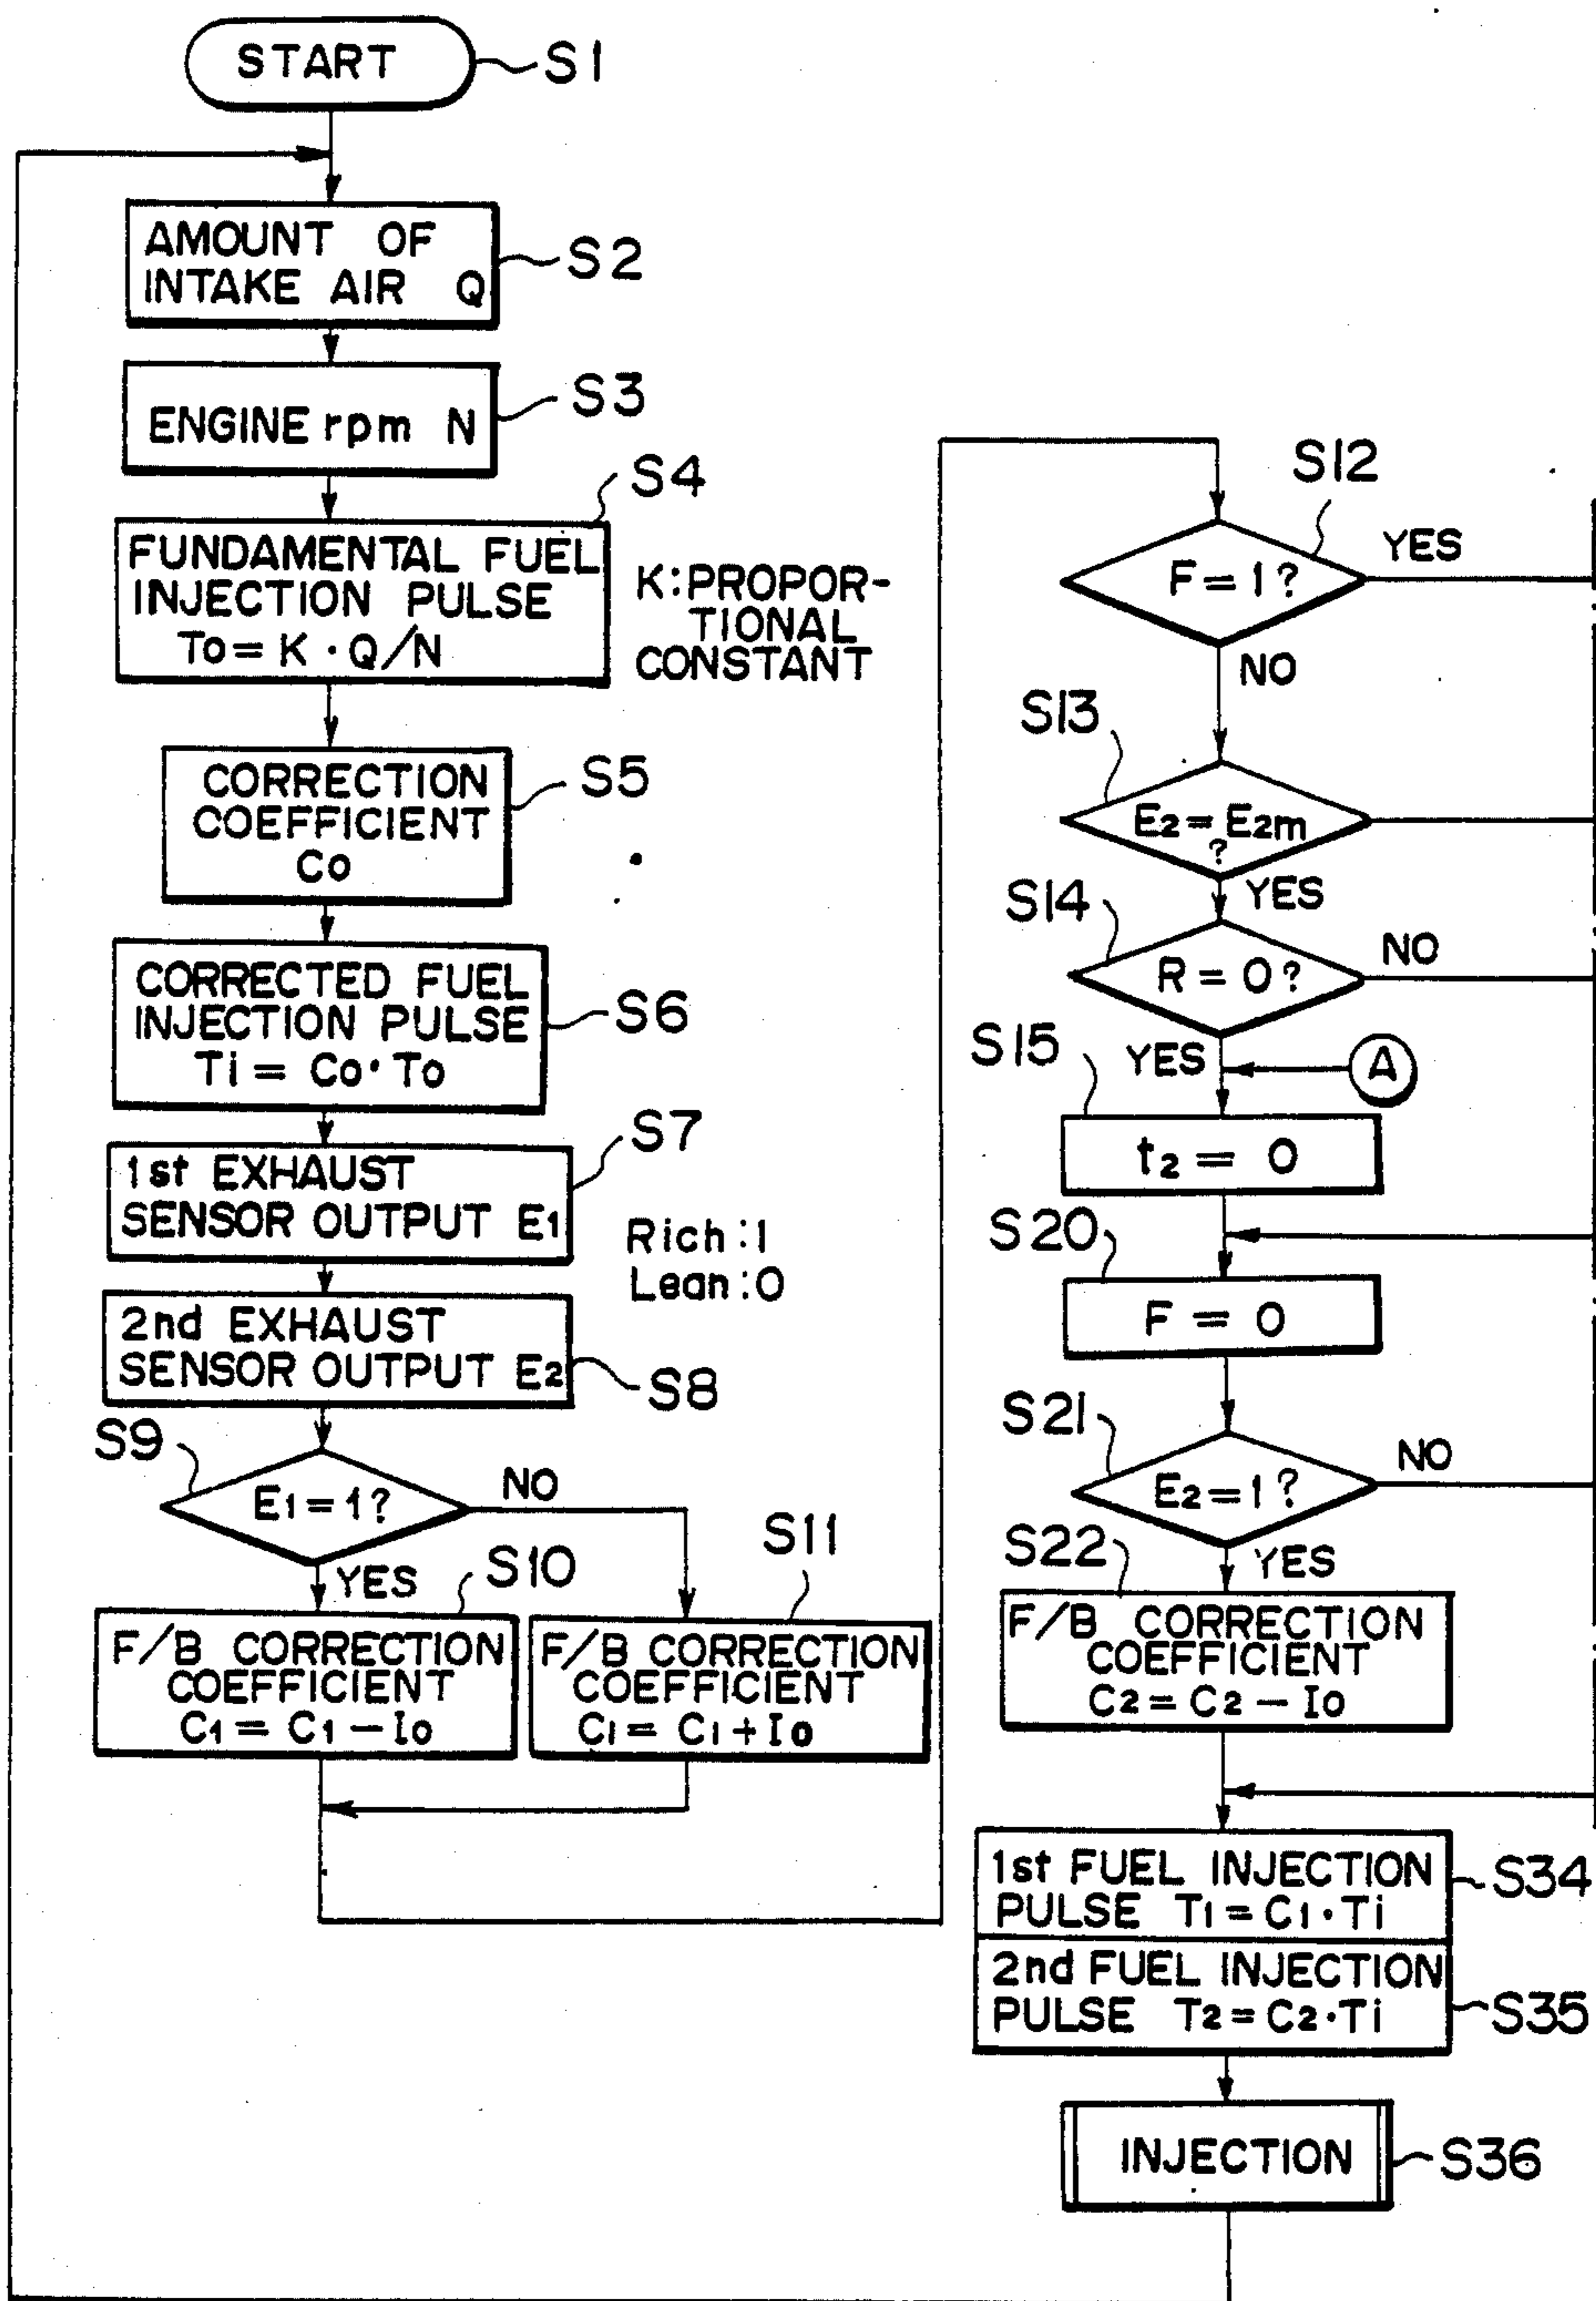 START
S1
AMOUNT OF
INTAKE AIR Q
S2
ENGINE rpm N
S3
S4
FUNDAMENTAL FUEL
INJECTION PULSE
To = K · Q/N
K: PROPOR-
TIONAL
CONSTANT
CORRECTION
COEFFICIENT
Co
S5
CORRECTED FUEL
INJECTION PULSE
Ti = Co · To
S6
S7
1st EXHAUST
SENSOR OUTPUT E1
Rich : 1
Lean : 0
2nd EXHAUST
SENSOR OUTPUT E2
S8
S9
E1 = 1 ?
NO
YES
S10
F/B CORRECTION
COEFFICIENT
C1 = C1 − Io
S11
F/B CORRECTION
COEFFICIENT
C1 = C1 + Io
S12
F = 1 ?
YES
NO
S13
E2 = E2m
?
YES
S14
R = 0 ?
NO
YES
S15
A
t2 = 0
S20
F = 0
S21
E2 = 1 ?
NO
YES
S22
F/B CORRECTION
COEFFICIENT
C2 = C2 − Io
1st FUEL INJECTION
PULSE T1 = C1 · Ti
S34
2nd FUEL INJECTION
PULSE T2 = C2 · Ti
S35
INJECTION
S36